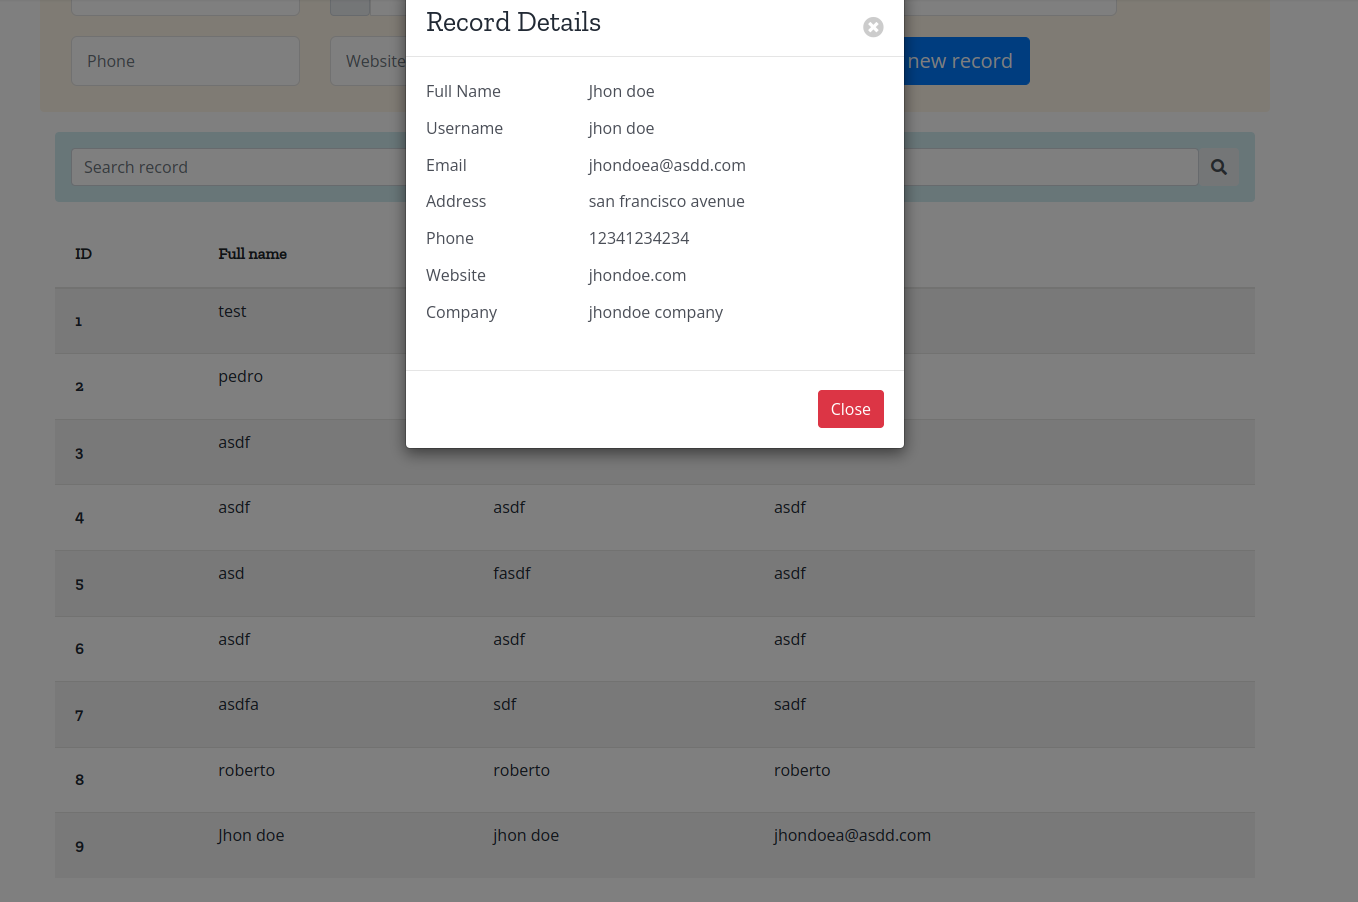 Record Details
Phone
Website
new record
Full Name Jhon doe
Username jhon doe
Email jhondoea@asdd.com
Address san francisco avenue
Phone 12341234234
Website jhondoe.com
Company jhondoe company
Close
Search record
ID Full name
1 test
2 pedro
3 asdf
4 asdf asdf asdf
5 asd fasdf asdf
6 asdf asdf asdf
7 asdfa sdf sadf
8 roberto roberto roberto
9 Jhon doe jhon doe jhondoea@asdd.com